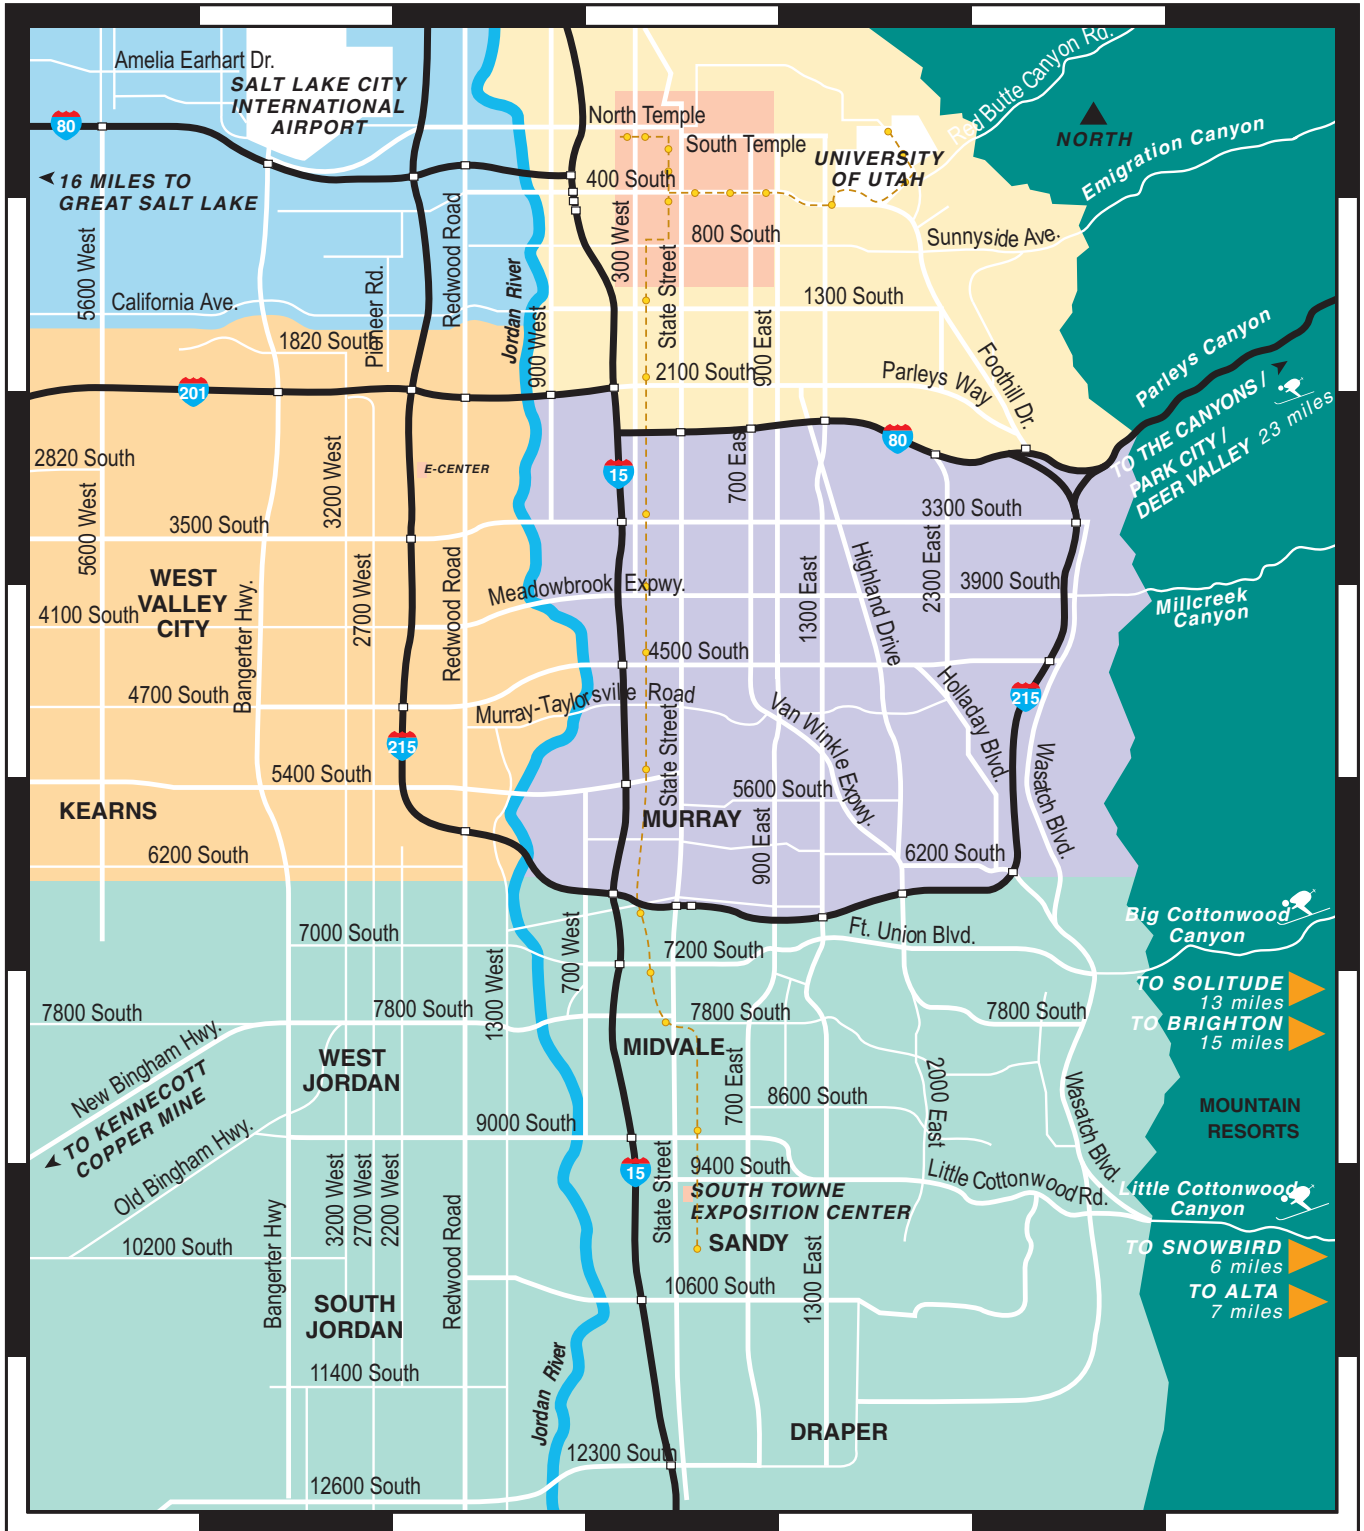 Amelia Earhart Dr.
SALT LAKE CITY
INTERNATIONAL
AIRPORT
80
16 MILES TO
GREAT SALT LAKE
North Temple
South Temple
UNIVERSITY
OF UTAH
Red Butte Canyon Rd.
NORTH
Emigration Canyon
400 South
5600 West
Redwood Road
Pioneer Rd.
Jordan River
300 West
State Street
800 South
Sunnyside Ave.
California Ave.
1300 South
1820 South
900 West
900 East
Foothill Dr.
Parleys Canyon
201
2100 South
Parleys Way
TO THE CANYONS /
PARK CITY /
DEER VALLEY 23 miles
80
2820 South
3200 West
E-CENTER
15
700 East
5600 West
3500 South
3300 South
WEST
VALLEY
CITY
2700 West
Redwood Road
Meadowbrook Expwy.
1300 East
Highland Drive
2300 East
3900 South
Millcreek
Canyon
4100 South
Bangerter Hwy.
4500 South
4700 South
Murray-Taylorsville Road
Van Winkle Expwy.
Holladay Blvd.
215
215
State Street
Wasatch Blvd.
5400 South
5600 South
KEARNS
MURRAY
900 East
6200 South
6200 South
Big Cottonwood
Canyon
7000 South
700 West
7200 South
Ft. Union Blvd.
1300 West
TO SOLITUDE
13 miles
7800 South
7800 South
7800 South
7800 South
TO BRIGHTON
15 miles
New Bingham Hwy.
TO KENNECOTT
COPPER MINE
WEST
JORDAN
MIDVALE
700 East
2000 East
Wasatch Blvd.
8600 South
MOUNTAIN
RESORTS
Old Bingham Hwy.
9000 South
15
9400 South
Little Cottonwood Rd.
Little Cottonwood
Canyon
3200 West
2700 West
2200 West
State Street
SOUTH TOWNE
EXPOSITION CENTER
10200 South
Bangerter Hwy
Redwood Road
SANDY
TO SNOWBIRD
6 miles
1300 East
10600 South
TO ALTA
7 miles
SOUTH
JORDAN
11400 South
Jordan River
DRAPER
12300 South
12600 South